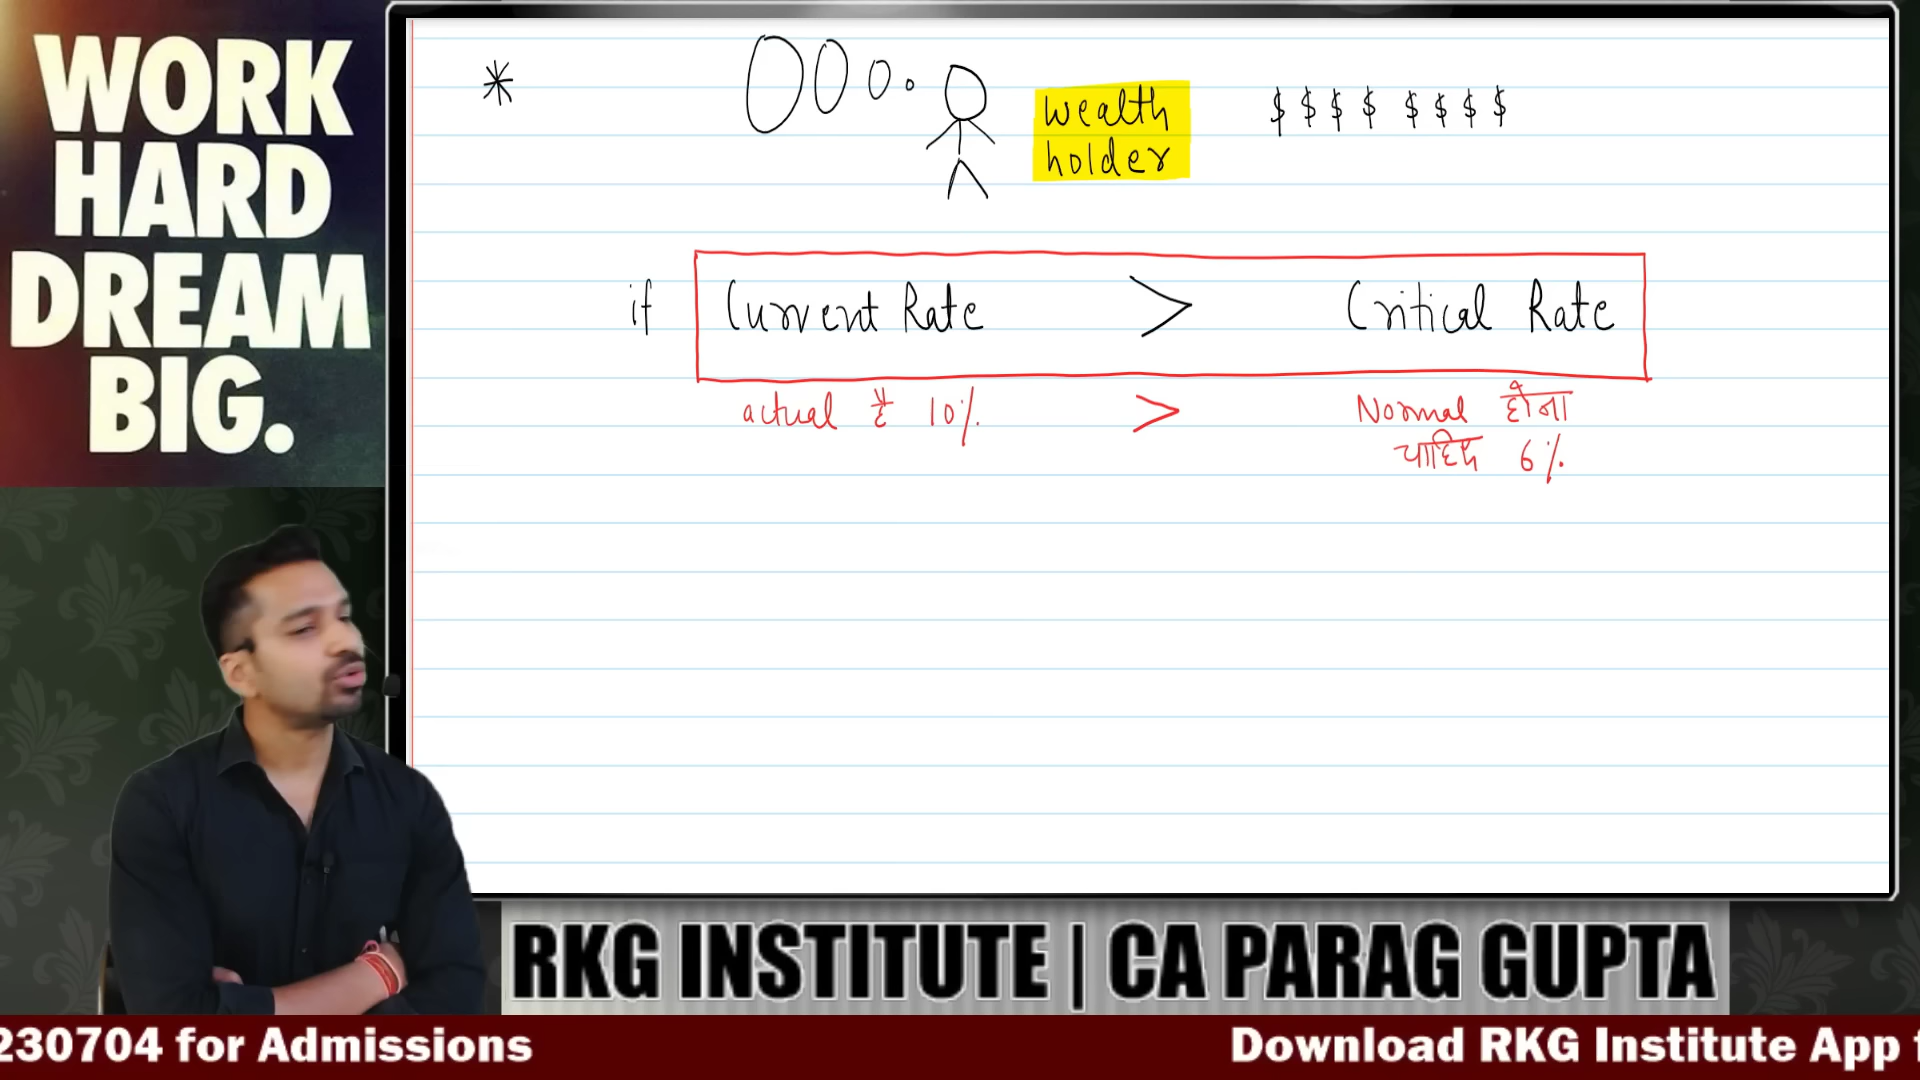 WORK
HARD
DREAM
BIG.
*
wealth
holder
$ $ $ $ $ $ $ $
if Current Rate > Critical Rate
actual है 10% > Normal होना
चाहिए 6%
RKG INSTITUTE | CA PARAG GUPTA
230704 for Admissions
Download RKG Institute App f